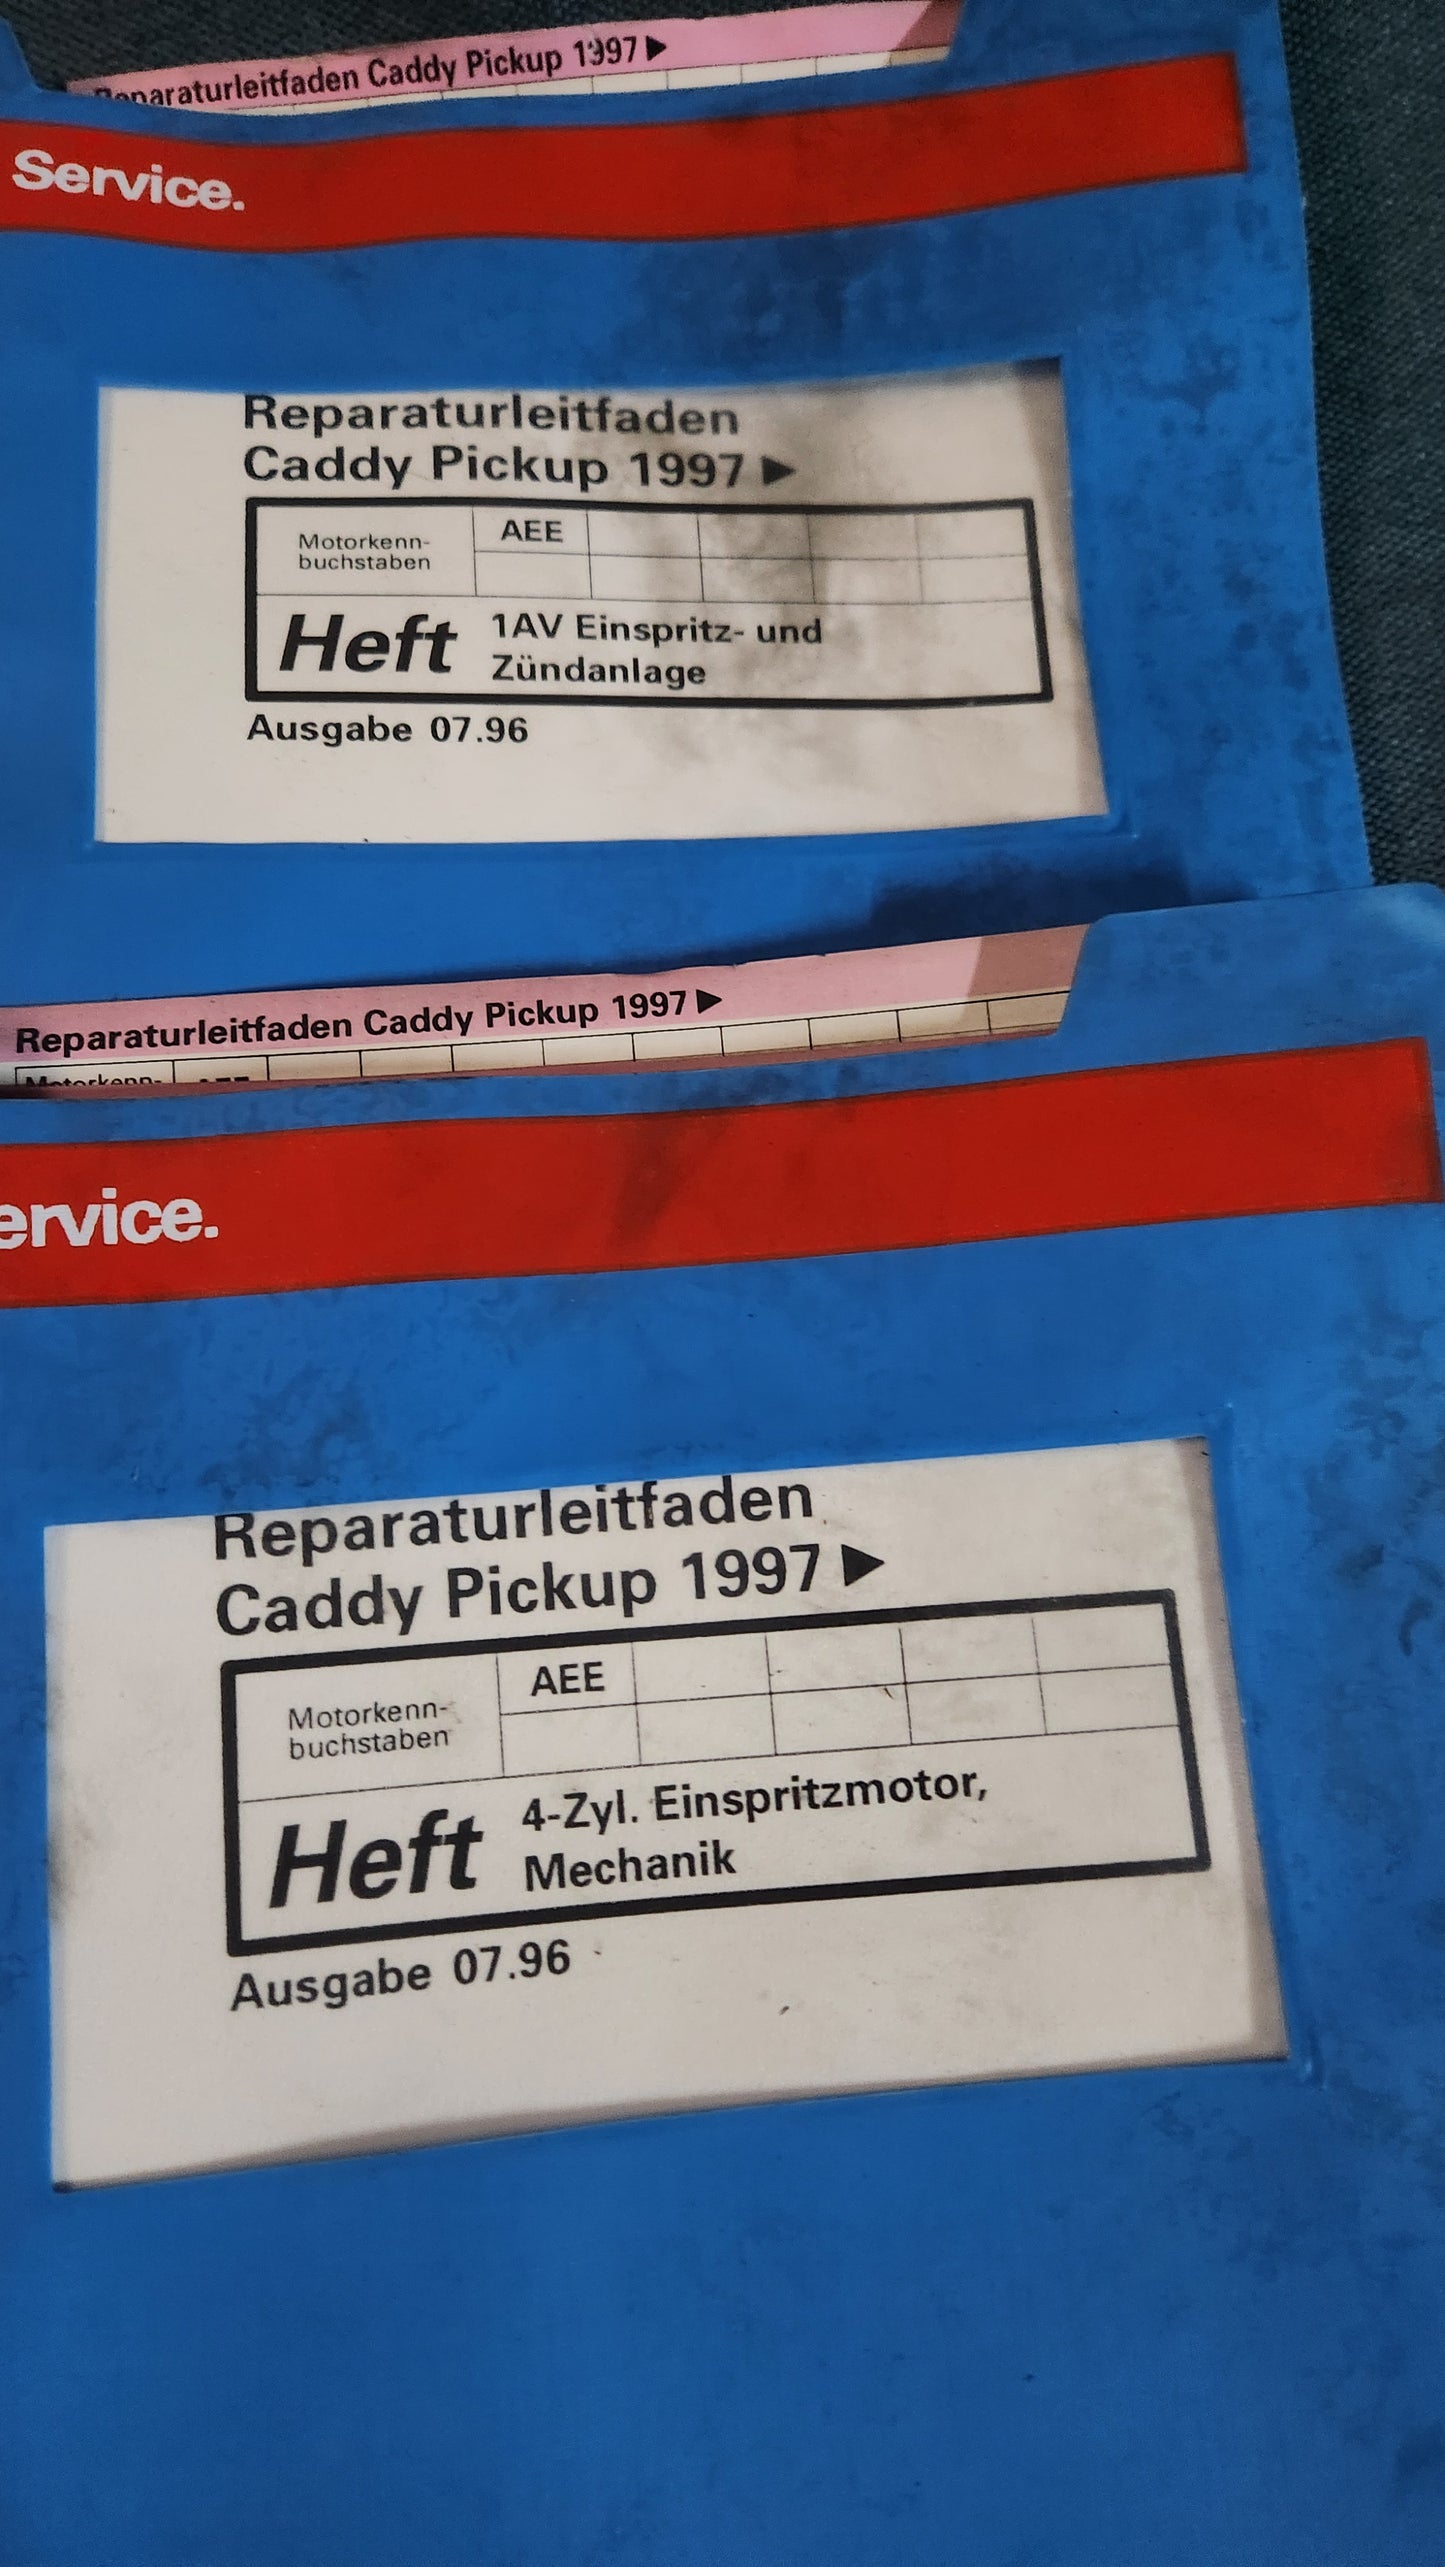 Reparaturleitfaden Caddy Pickup 1997 ▶
Service.
Reparaturleitfaden
Caddy Pickup 1997 ▶
Motorkenn-
buchstaben
AEE
Heft
1AV Einspritz- und
Zündanlage
Ausgabe 07.96
Reparaturleitfaden Caddy Pickup 1997 ▶
Motorkenn-
AEE
ervice.
Reparaturleitfaden
Caddy Pickup 1997 ▶
Motorkenn-
buchstaben
AEE
Heft
4-Zyl. Einspritzmotor,
Mechanik
Ausgabe 07.96